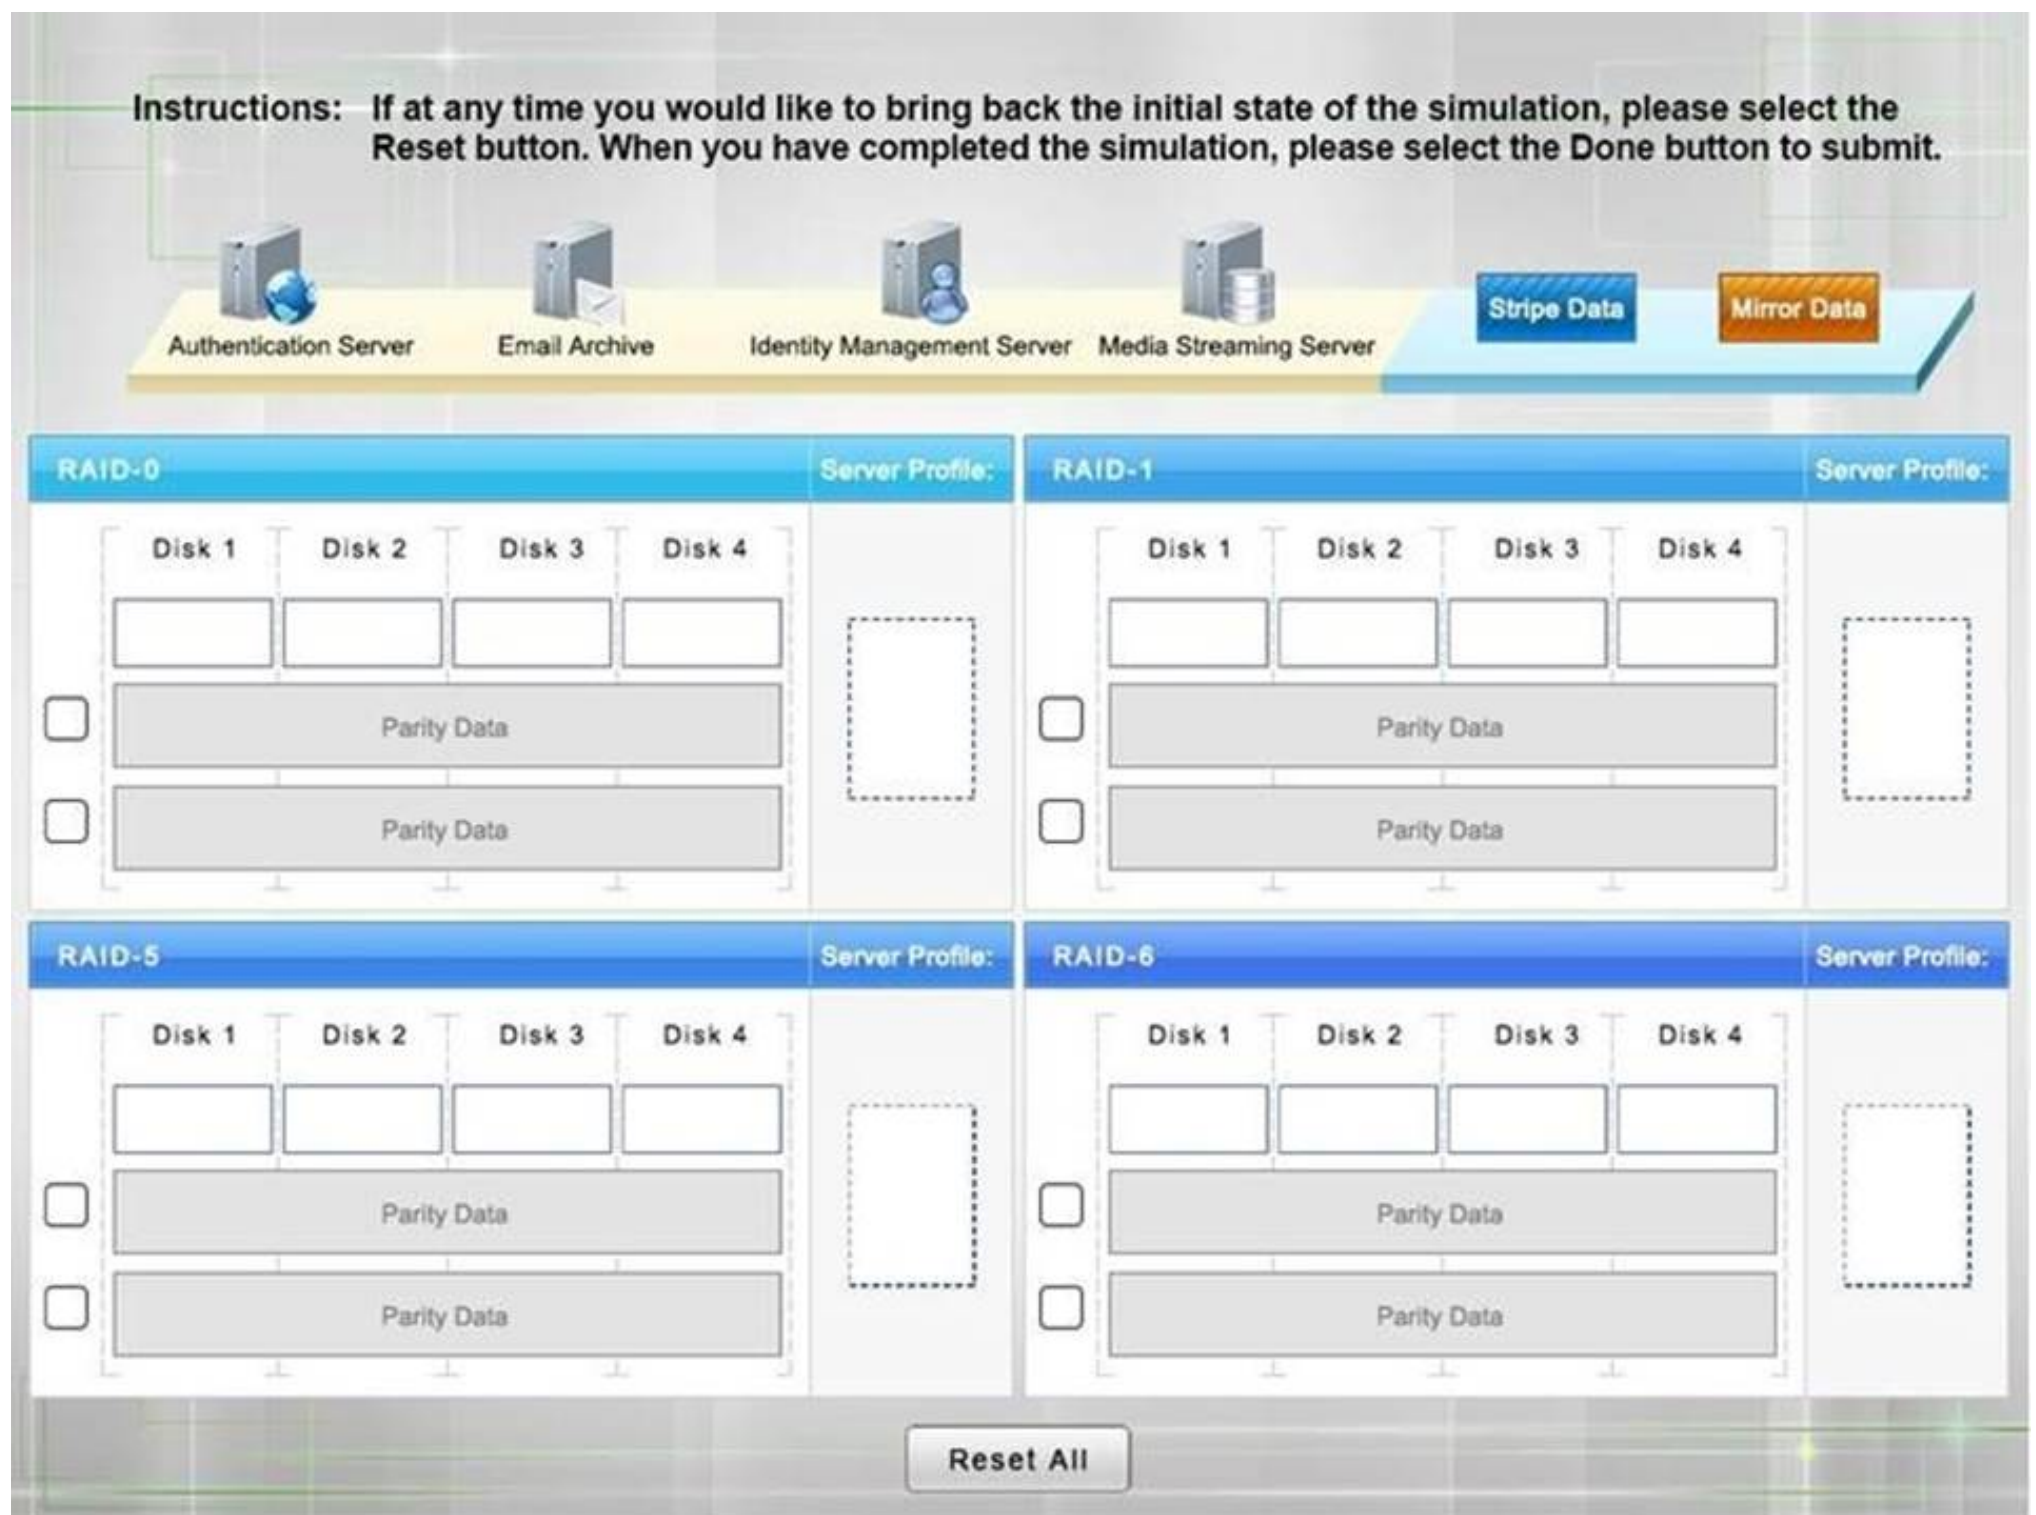 Instructions: If at any time you would like to bring back the initial state of the simulation, please select the
Reset button. When you have completed the simulation, please select the Done button to submit.
Authentication Server
Email Archive
Identity Management Server
Media Streaming Server
Stripe Data
Mirror Data
RAID-0
Server Profile:
Disk 1 Disk 2 Disk 3 Disk 4
Parity Data
Parity Data
RAID-1
Server Profile:
Disk 1 Disk 2 Disk 3 Disk 4
Parity Data
Parity Data
RAID-5
Server Profile:
Disk 1 Disk 2 Disk 3 Disk 4
Parity Data
Parity Data
RAID-6
Server Profile:
Disk 1 Disk 2 Disk 3 Disk 4
Parity Data
Parity Data
Reset All